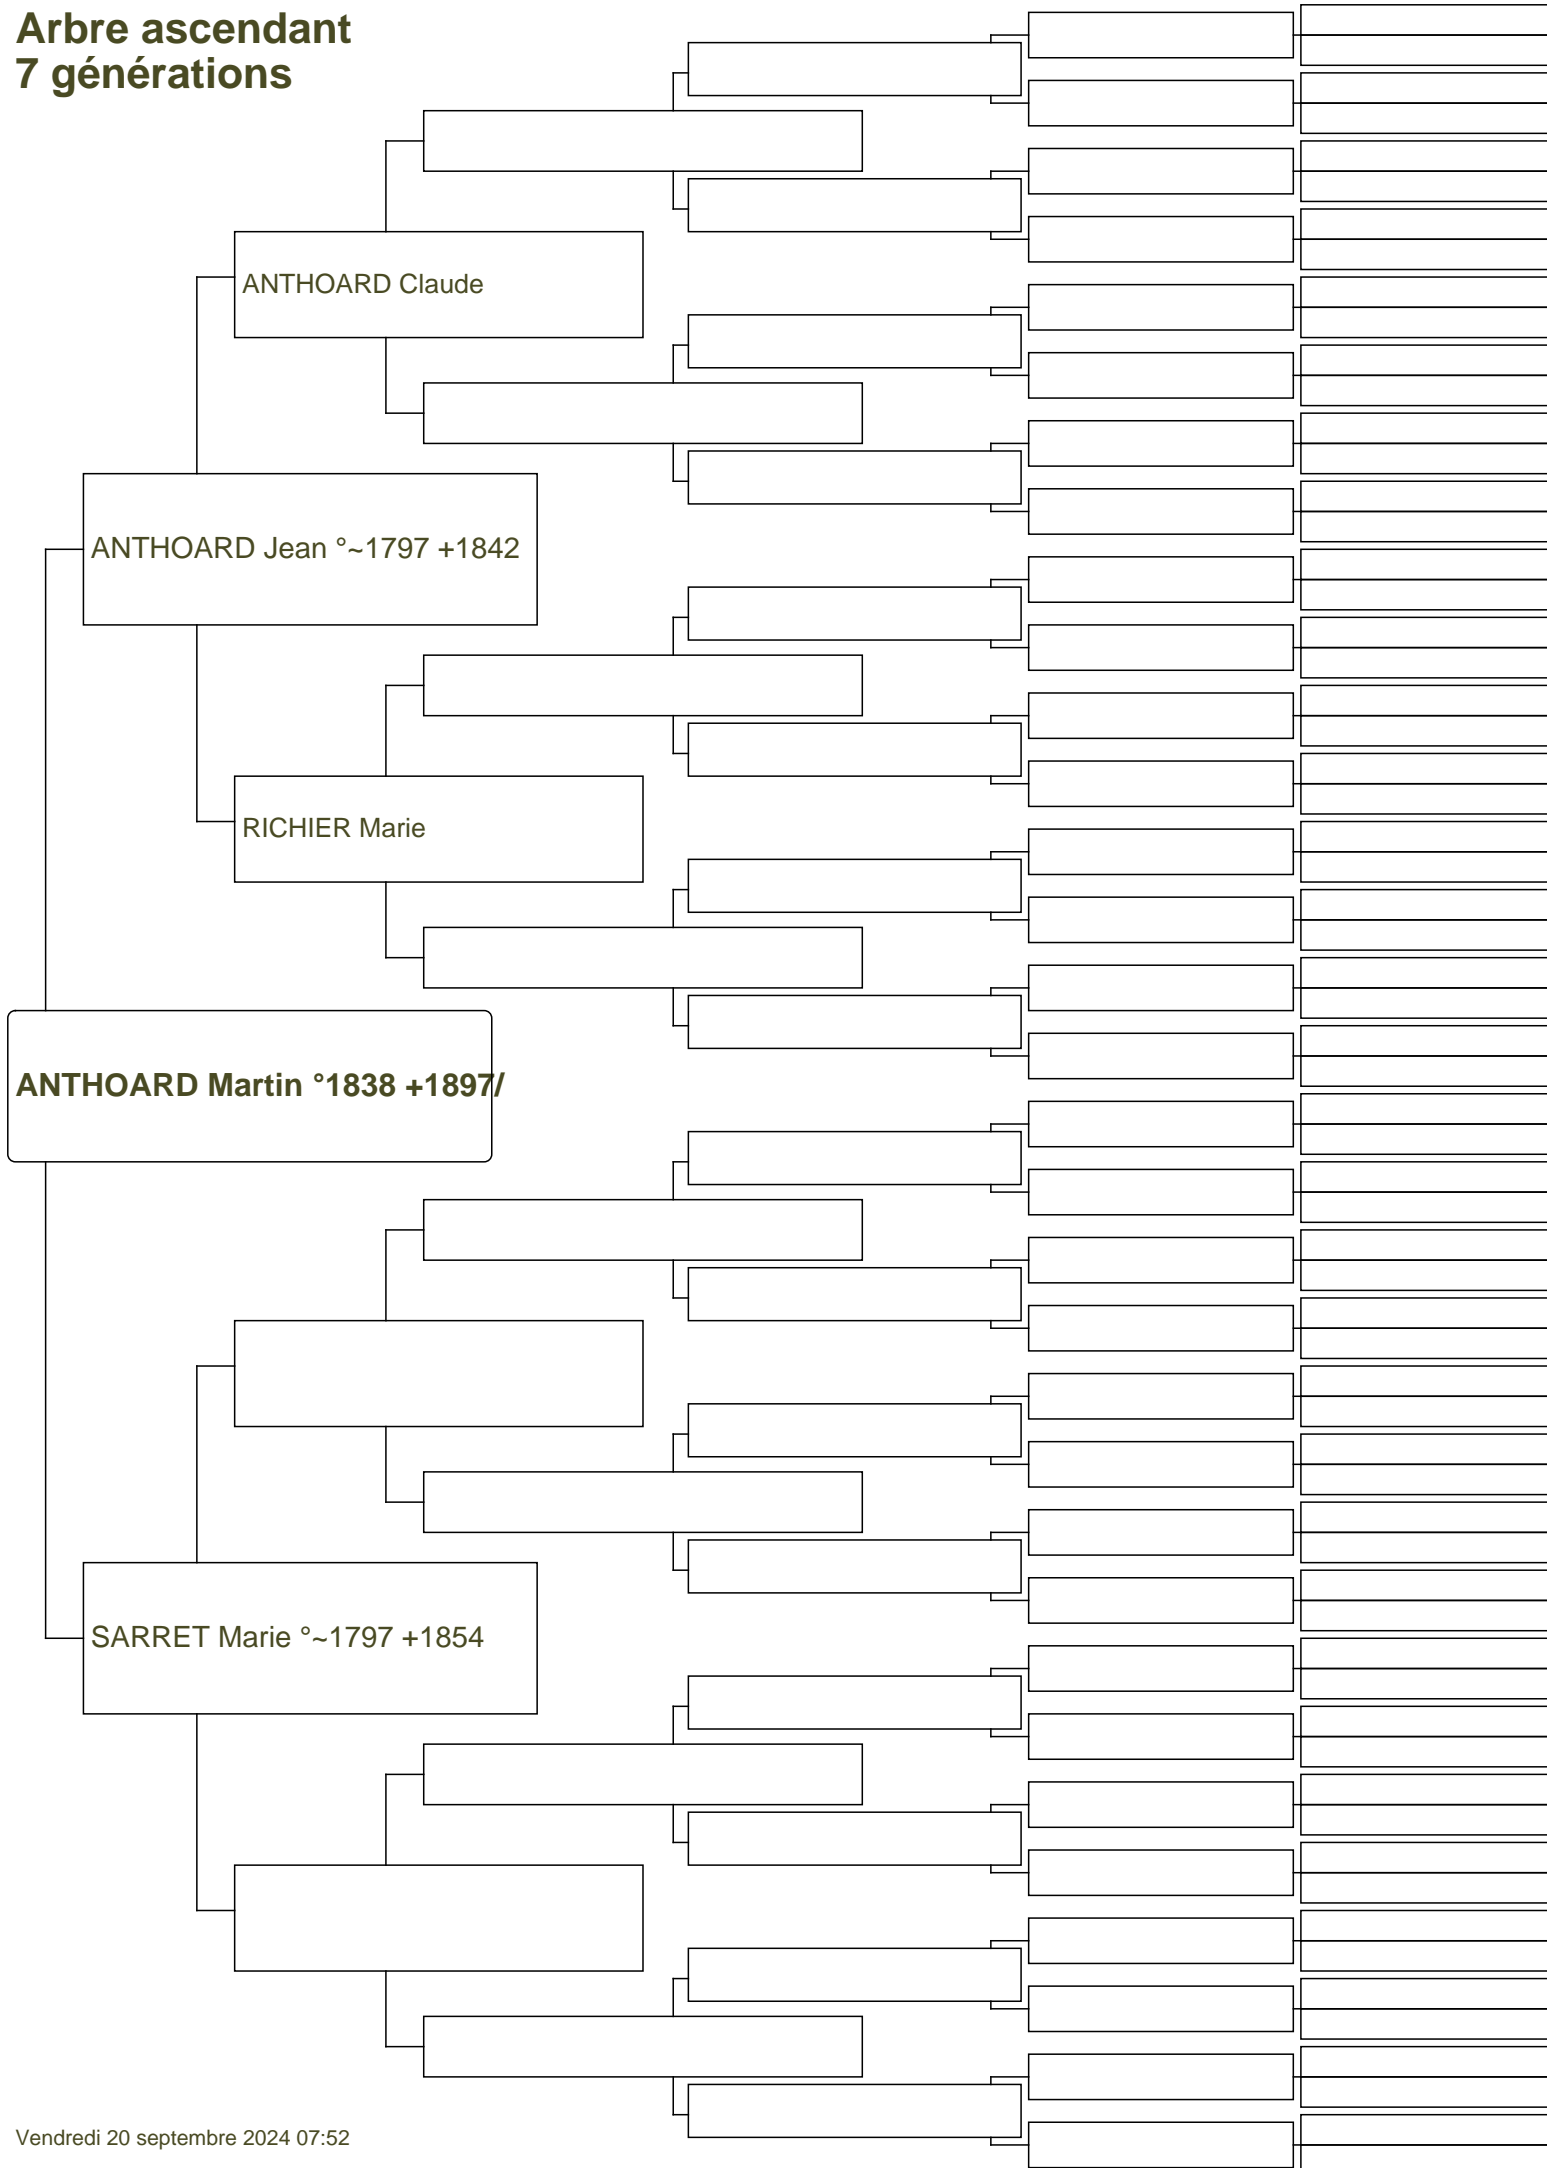 Arbre ascendant
7 générations
ANTHOARD Claude
ANTHOARD Jean °~1797 +1842
RICHIER Marie
ANTHOARD Martin °1838 +1897/
SARRET Marie °~1797 +1854
Vendredi 20 septembre 2024 07:52